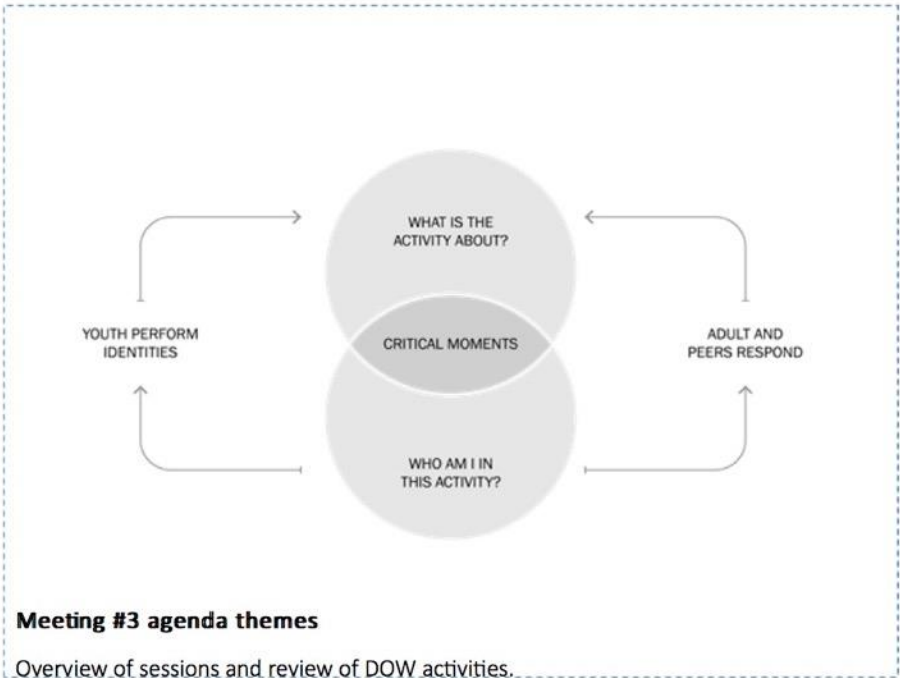 WHAT IS THE
ACTIVITY ABOUT?
YOUTH PERFORM
IDENTITIES
CRITICAL MOMENTS
ADULT AND
PEERS RESPOND
WHO AM I IN
THIS ACTIVITY?
Meeting #3 agenda themes
Overview of sessions and review of DOW activities.